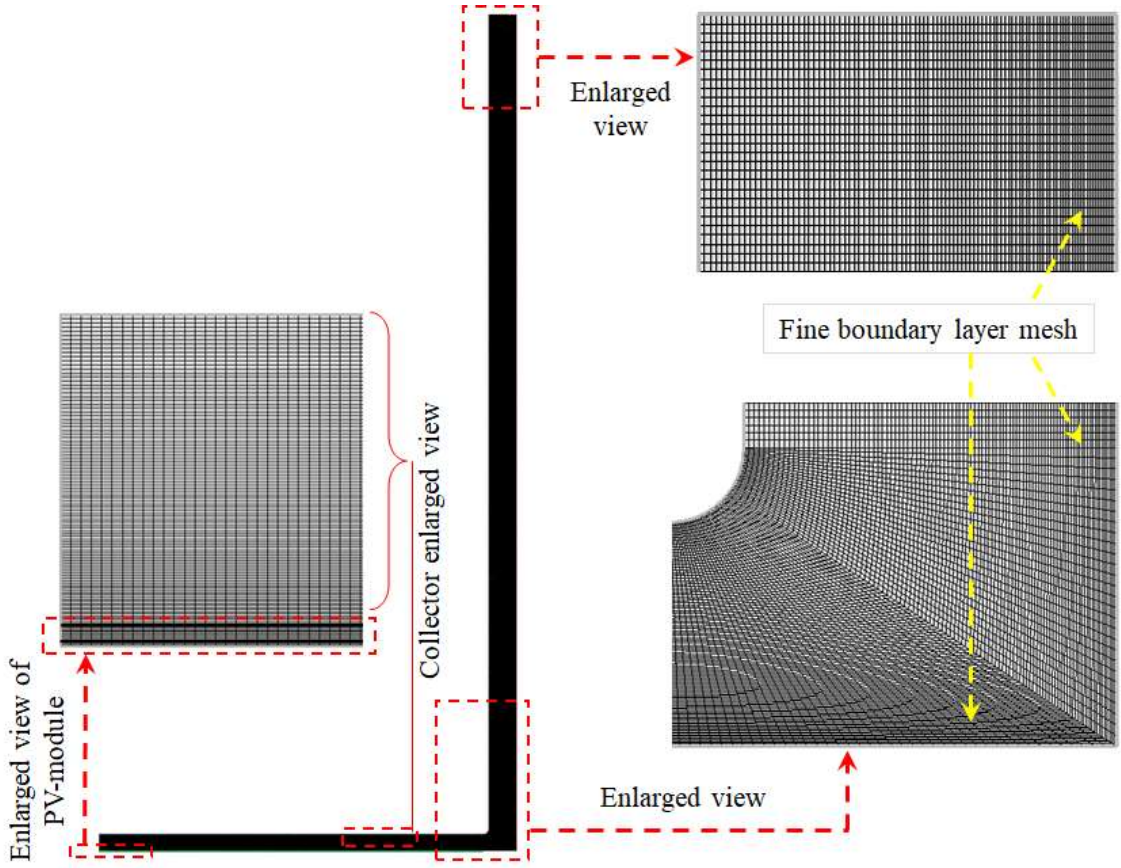 Enlarged
view
Fine boundary layer mesh
Collector enlarged view
Enlarged view of
PV-module
Enlarged view